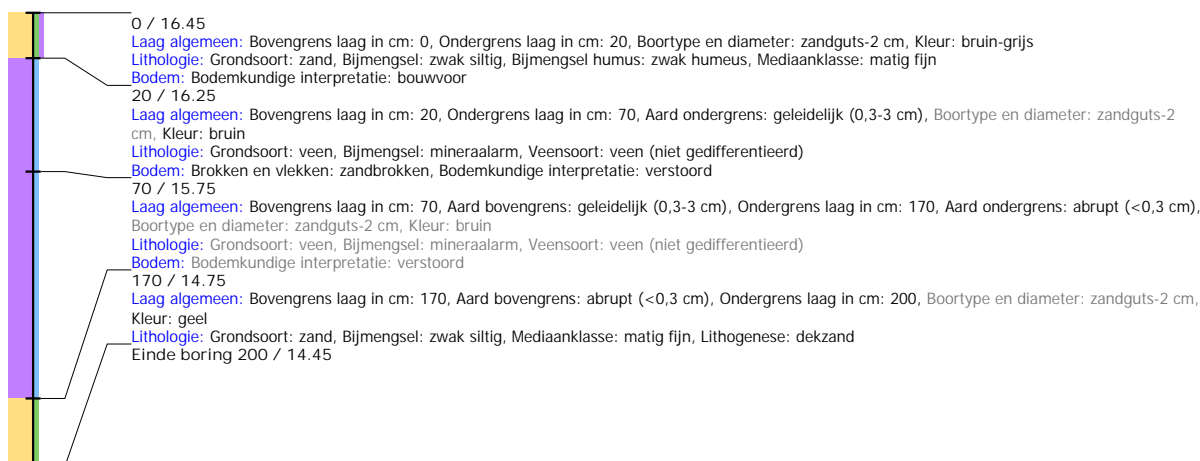 0 / 16.45
Laag algemeen: Bovengrens laag in cm: 0, Ondergrens laag in cm: 20, Boortype en diameter: zandguts-2 cm, Kleur: bruin-grijs
Lithologie: Grondsoort: zand, Bijmengsel: zwak siltig, Bijmengsel humus: zwak humeus, Mediaanklasse: matig fijn
Bodem: Bodemkundige interpretatie: bouwvoor
20 / 16.25
Laag algemeen: Bovengrens laag in cm: 20, Ondergrens laag in cm: 70, Aard ondergrens: geleidelijk (0,3-3 cm), Boortype en diameter: zandguts-2
cm, Kleur: bruin
Lithologie: Grondsoort: veen, Bijmengsel: mineraalarm, Veensoort: veen (niet gedifferentieerd)
Bodem: Brokken en vlekken: zandbrokken, Bodemkundige interpretatie: verstoord
70 / 15.75
Laag algemeen: Bovengrens laag in cm: 70, Aard bovengrens: geleidelijk (0,3-3 cm), Ondergrens laag in cm: 170, Aard ondergrens: abrupt (<0,3 cm),
Boortype en diameter: zandguts-2 cm, Kleur: bruin
Lithologie: Grondsoort: veen, Bijmengsel: mineraalarm, Veensoort: veen (niet gedifferentieerd)
Bodem: Bodemkundige interpretatie: verstoord
170 / 14.75
Laag algemeen: Bovengrens laag in cm: 170, Aard bovengrens: abrupt (<0,3 cm), Ondergrens laag in cm: 200, Boortype en diameter: zandguts-2 cm,
Kleur: geel
Lithologie: Grondsoort: zand, Bijmengsel: zwak siltig, Mediaanklasse: matig fijn, Lithogenese: dekzand
Einde boring 200 / 14.45